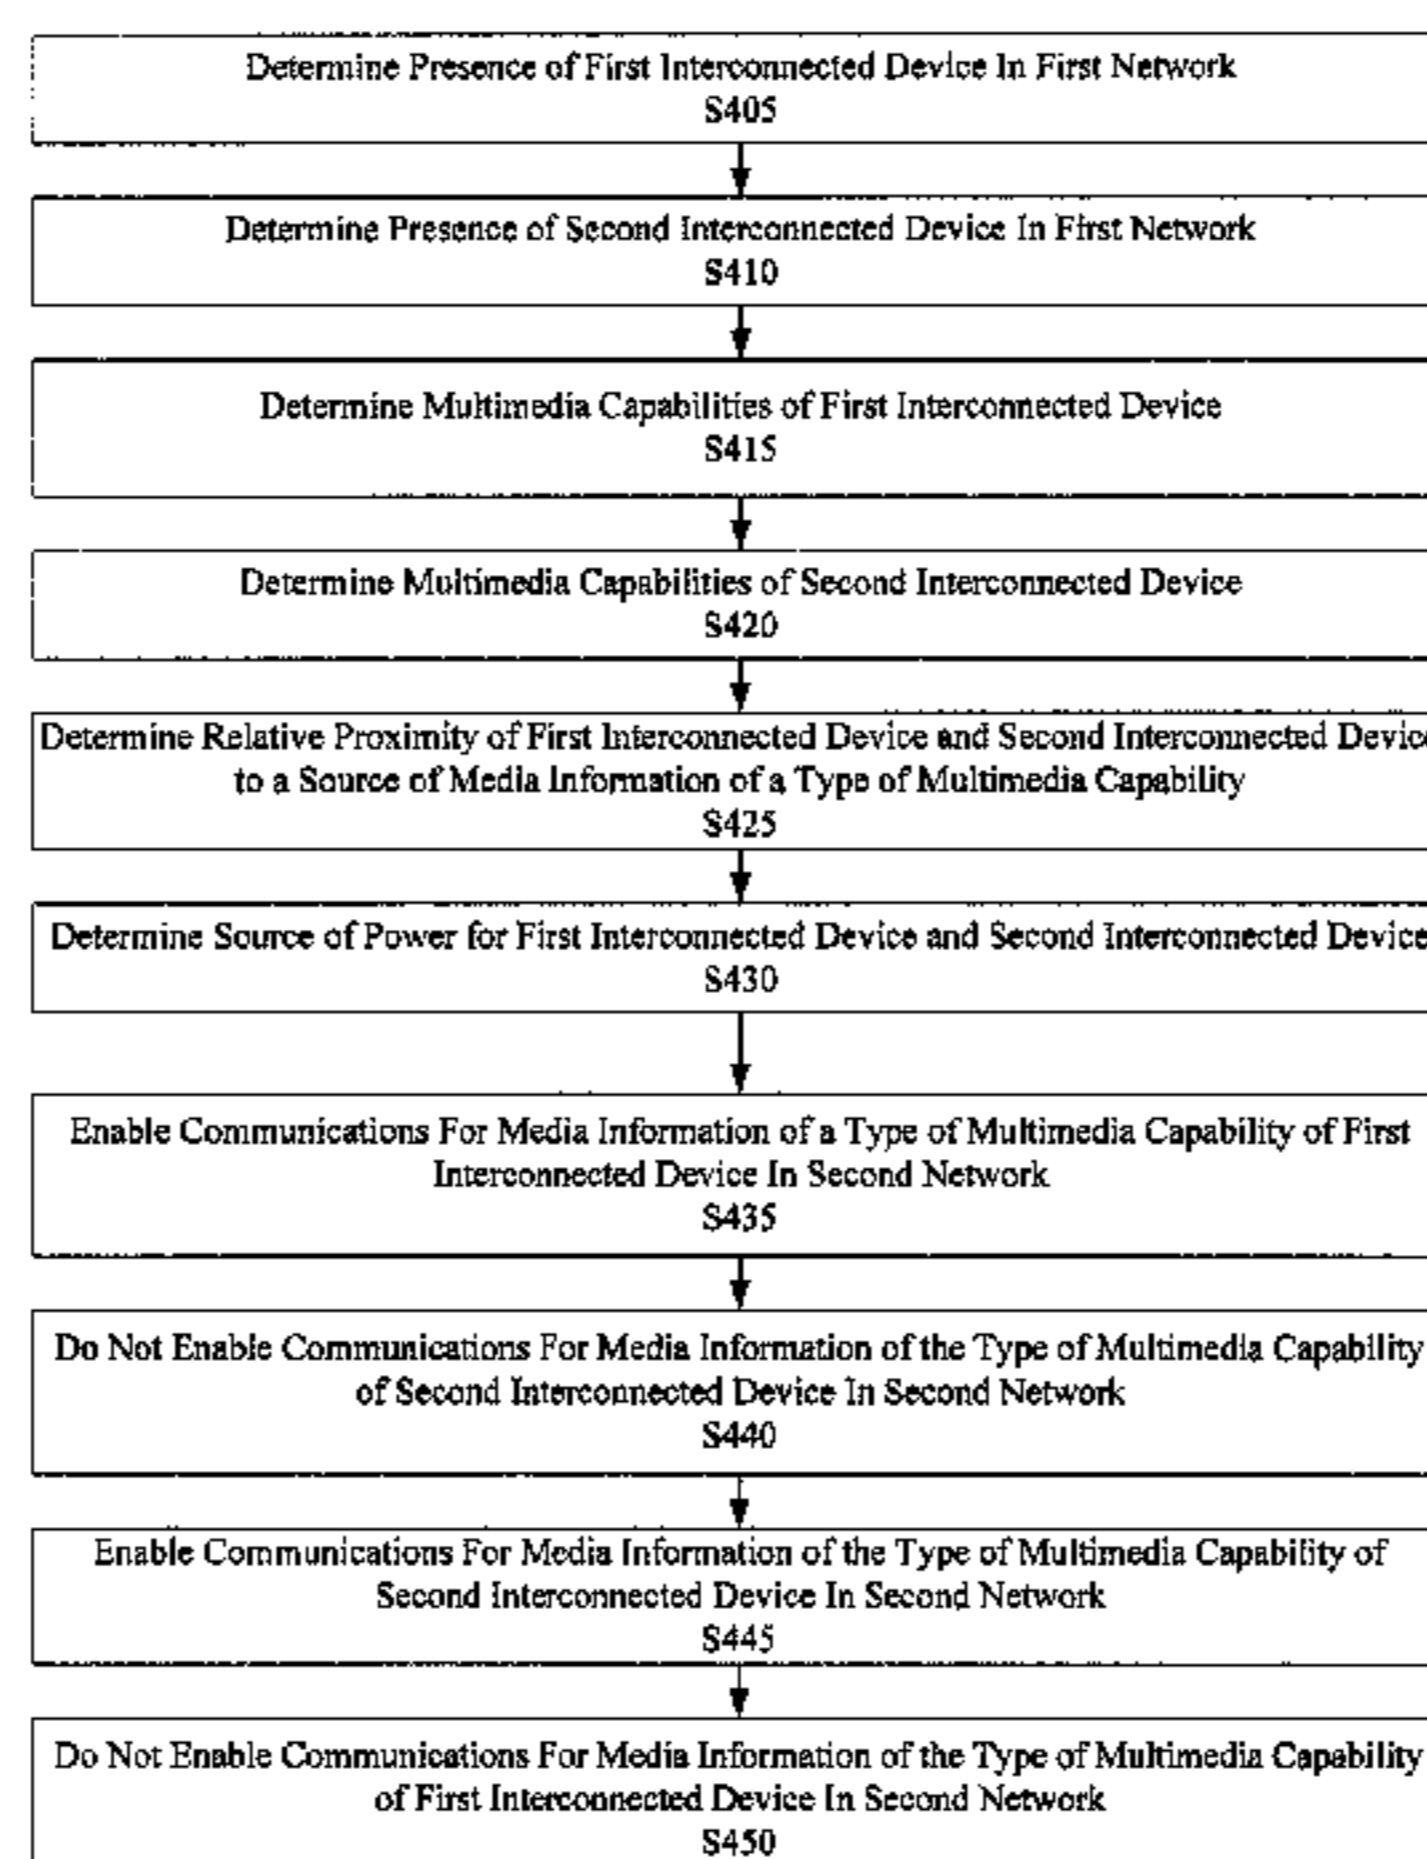 Determine Presence of First Interconnected Device In First Network
S405
Determine Presence of Second Interconnected Device In First Network
S410
Determine Multimedia Capabilities of First Interconnected Device
S415
Determine Multimedia Capabilities of Second Interconnected Device
S420
Determine Relative Proximity of First Interconnected Device and Second Interconnected Device
to a Source of Media Information of a Type of Multimedia Capability
S425
Determine Source of Power for First Interconnected Device and Second Interconnected Device
S430
Enable Communications For Media Information of a Type of Multimedia Capability of First
Interconnected Device In Second Network
S435
Do Not Enable Communications For Media Information of the Type of Multimedia Capability
of Second Interconnected Device In Second Network
S440
Enable Communications For Media Information of the Type of Multimedia Capability of
Second Interconnected Device In Second Network
S445
Do Not Enable Communications For Media Information of the Type of Multimedia Capability
of First Interconnected Device In Second Network
S450